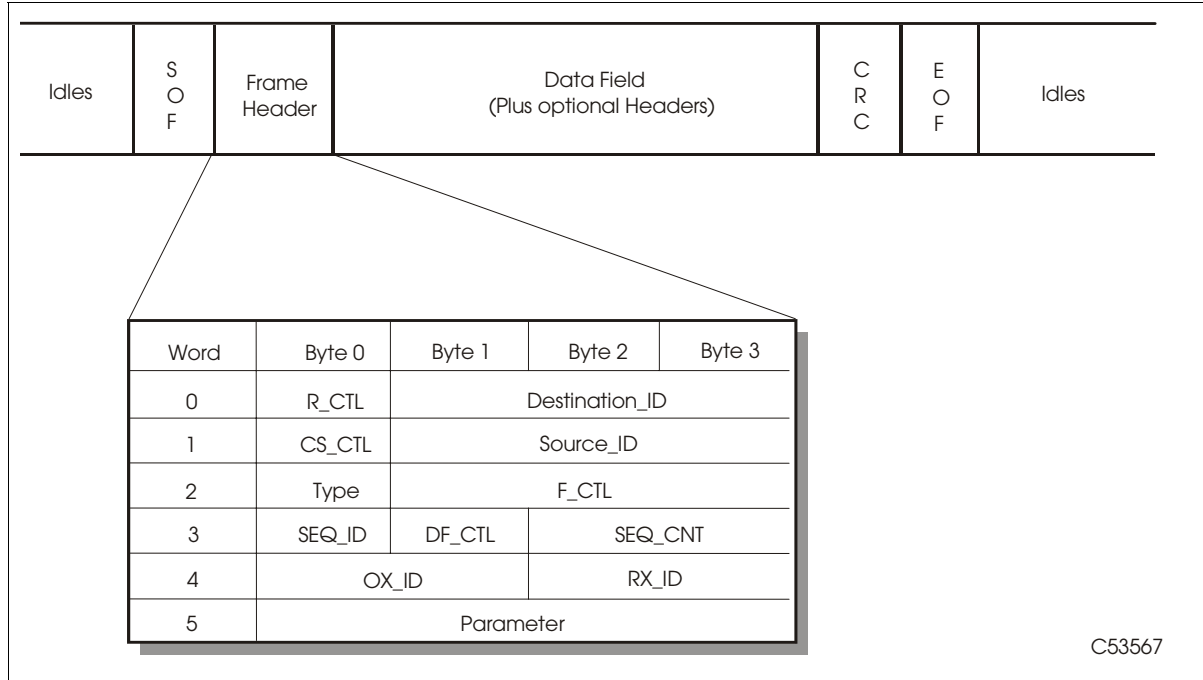 Idles
S
O
F
Frame
Header
Data Field
(Plus optional Headers)
C
R
C
E
O
F
Idles
Word Byte 0 Byte 1 Byte 2 Byte 3
0 R_CTL Destination_ID
1 CS_CTL Source_ID
2 Type F_CTL
3 SEQ_ID DF_CTL SEQ_CNT
4 OX_ID RX_ID
5 Parameter
C53567